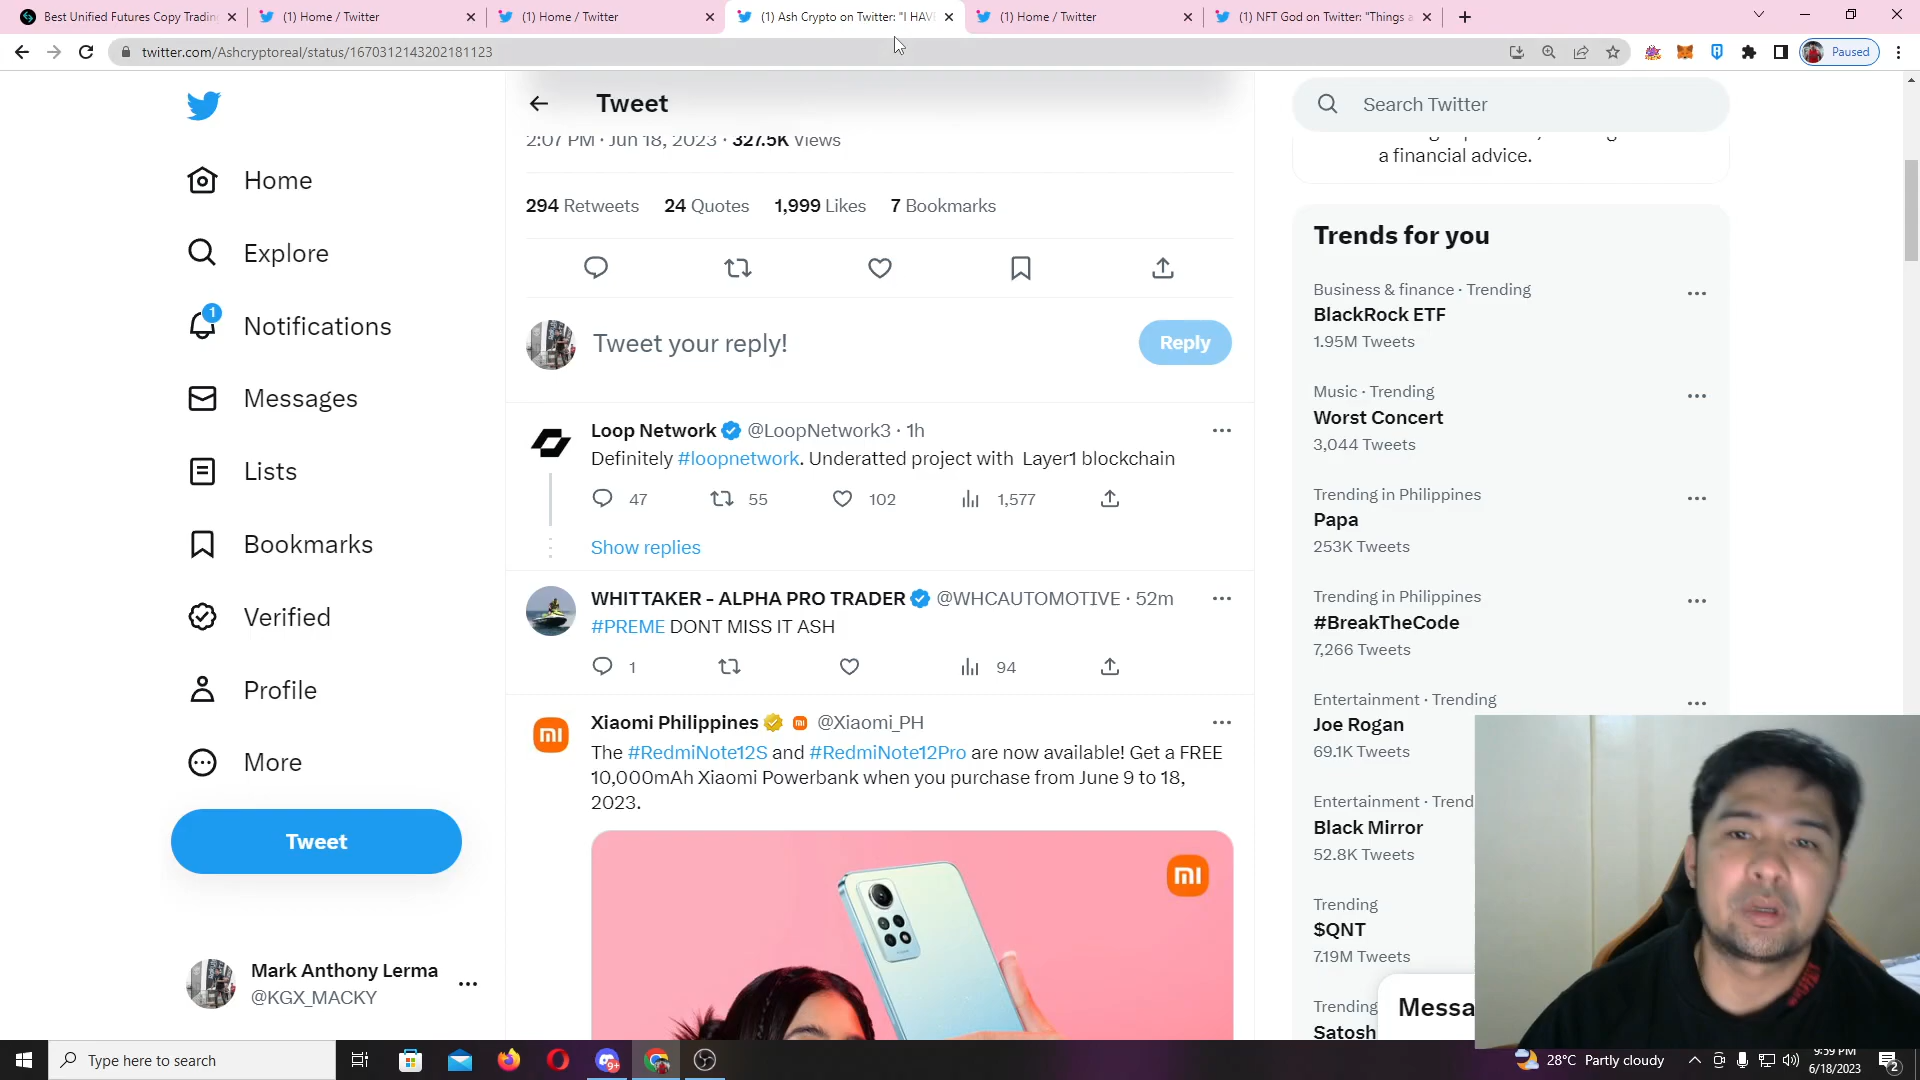 Best Unified Futures Copy Tradin
(1) Home / Twitter
(1) Home / Twitter
(1) Ash Crypto on Twitter: "I HAV
(1) Home / Twitter
(1) NFT God on Twitter: "Things a
twitter.com/Ashcryptoreal/status/1670312143202181123
Paused
Home
Explore
1
Notifications
Messages
Lists
Bookmarks
Verified
Profile
More
Tweet
Mark Anthony Lerma
@KGX_MACKY
Tweet
2:07 PM · Jun 18, 2023 · 327.5K Views
294 Retweets 24 Quotes 1,999 Likes 7 Bookmarks
Tweet your reply!
Reply
Loop Network @LoopNetwork3 · 1h
Definitely #loopnetwork. Underatted project with Layer1 blockchain
47 55 102 1,577
Show replies
WHITTAKER - ALPHA PRO TRADER @WHCAUTOMOTIVE · 52m
#PREME DONT MISS IT ASH
1 94
Xiaomi Philippines @Xiaomi_PH
The #RedmiNote12S and #RedmiNote12Pro are now available! Get a FREE
10,000mAh Xiaomi Powerbank when you purchase from June 9 to 18,
2023.
Search Twitter
a financial advice.
Trends for you
Business & finance · Trending
BlackRock ETF
1.95M Tweets
Music · Trending
Worst Concert
3,044 Tweets
Trending in Philippines
Papa
253K Tweets
Trending in Philippines
#BreakTheCode
7,266 Tweets
Entertainment · Trending
Joe Rogan
69.1K Tweets
Entertainment · Trend
Black Mirror
52.8K Tweets
Trending
$QNT
7.19M Tweets
Trending
Satosh
Messa
Type here to search
9+
28°C Partly cloudy
9:59 PM
6/18/2023
2